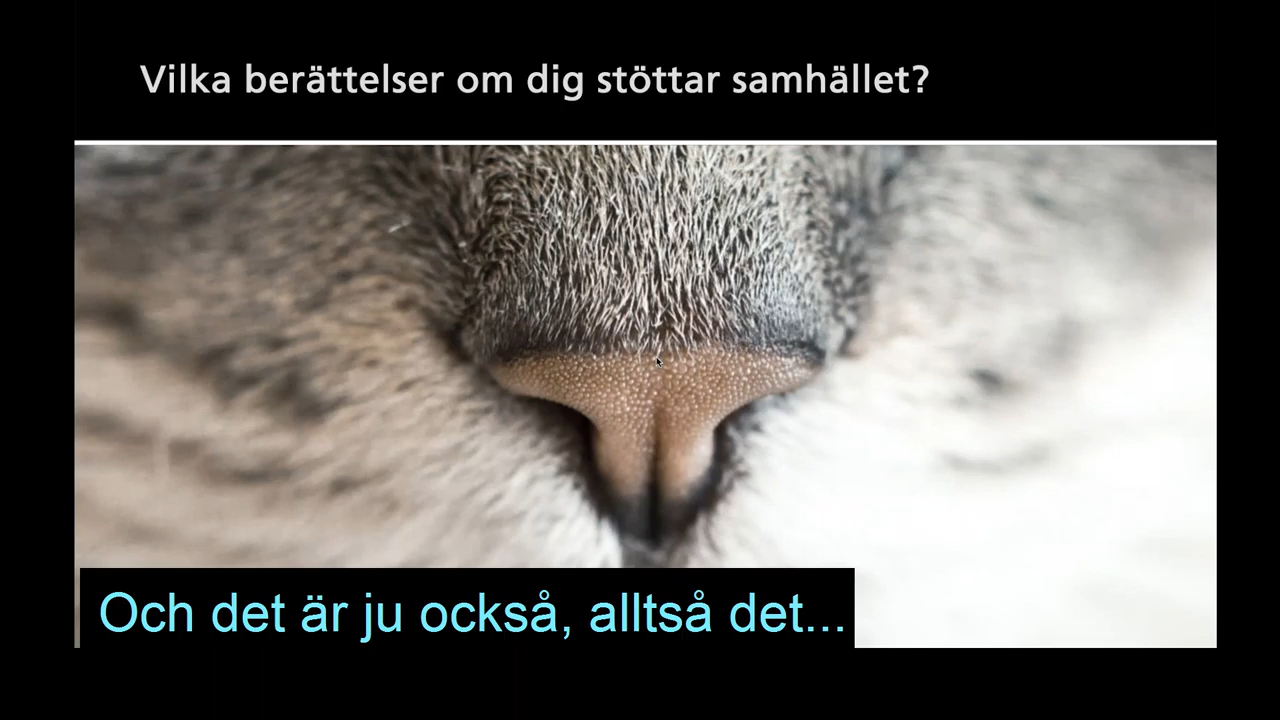 Vilka berättelser om dig stöttar samhället?
Och det är ju också, alltså det...